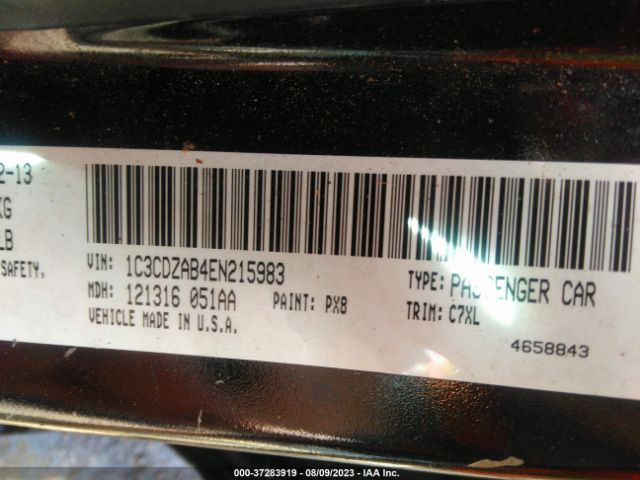 2-13
KG
LB
SAFETY,
VIN: 1C3CDZAB4EN215983
TYPE: PASSENGER CAR
MDH: 121316 051AA
PAINT: PX8
TRIM: C7XL
VEHICLE MADE IN U.S.A.
4658843
000-37283919 - 08/09/2023 - IAA Inc.